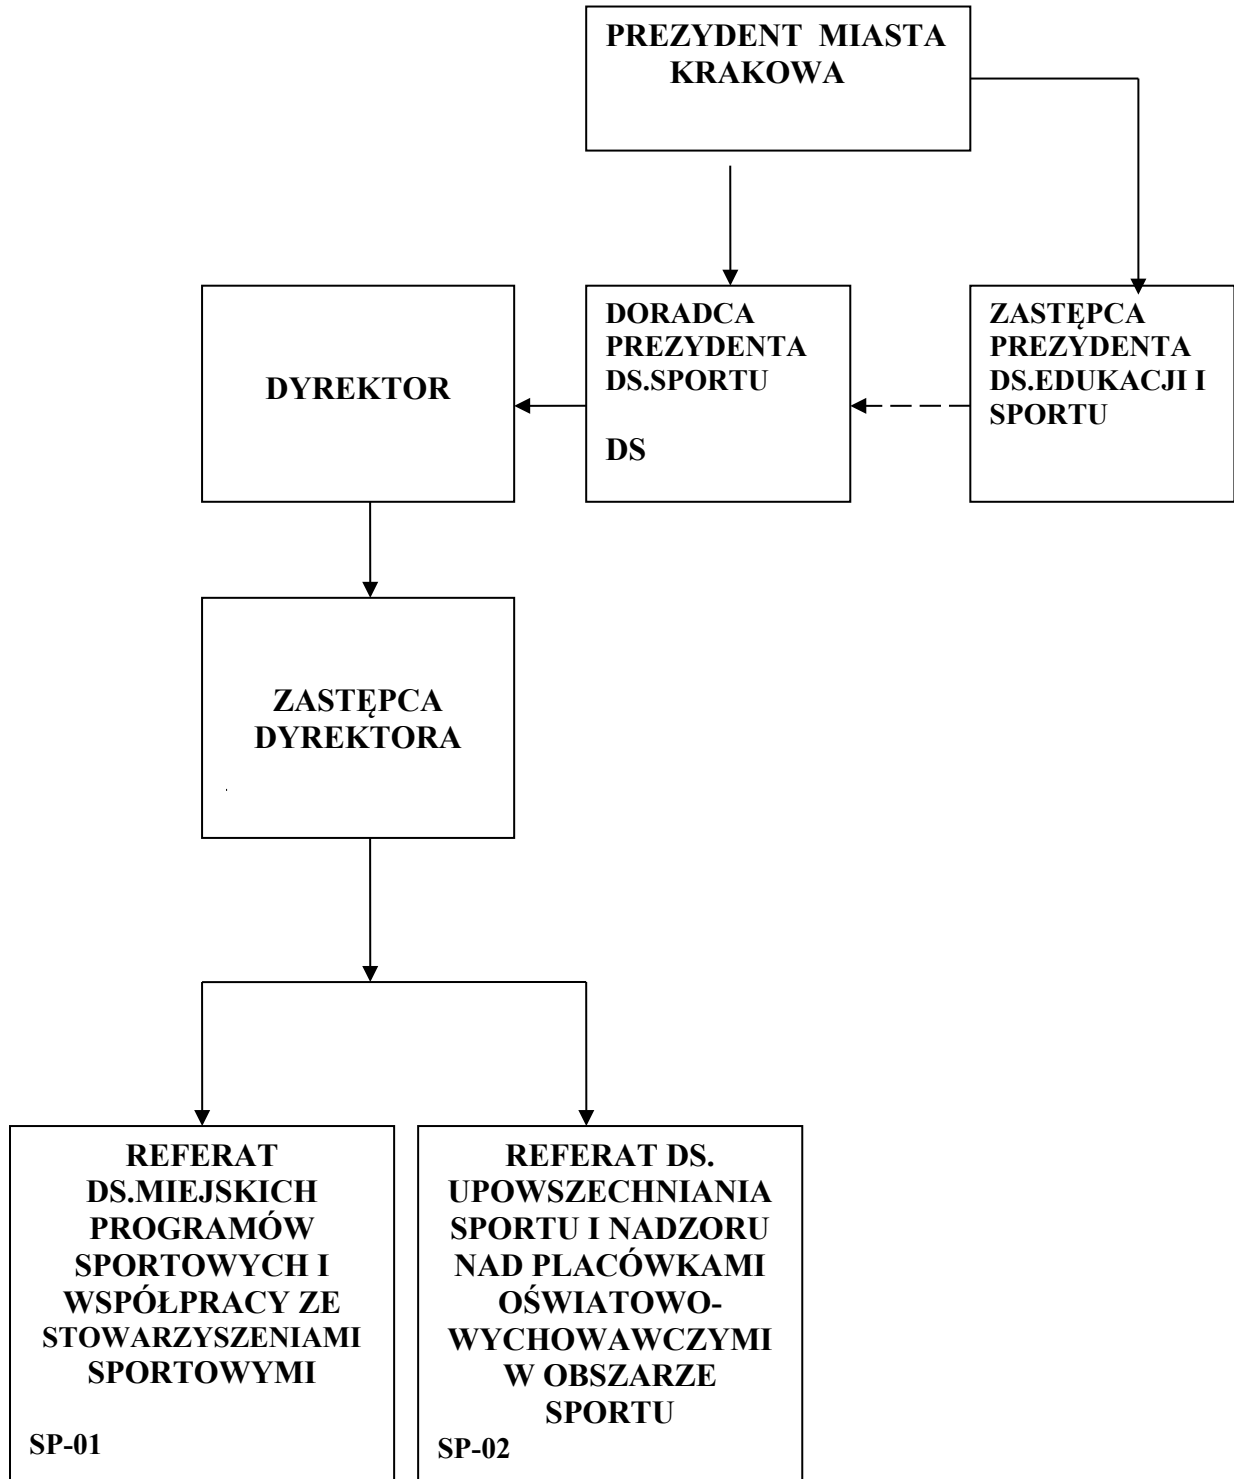 PREZYDENT MIASTA
KRAKOWA
DYREKTOR
DORADCA
PREZYDENTA
DS.SPORTU
DS
ZASTĘPCA
PREZYDENTA
DS.EDUKACJI I
SPORTU
ZASTĘPCA
DYREKTORA
REFERAT
DS.MIEJSKICH
PROGRAMÓW
SPORTOWYCH I
WSPÓŁPRACY ZE
STOWARZYSZENIAMI
SPORTOWYMI
SP-01
REFERAT DS.
UPOWSZECHNIANIA
SPORTU I NADZORU
NAD PLACÓWKAMI
OŚWIATOWO-
WYCHOWAWCZYMI
W OBSZARZE
SPORTU
SP-02